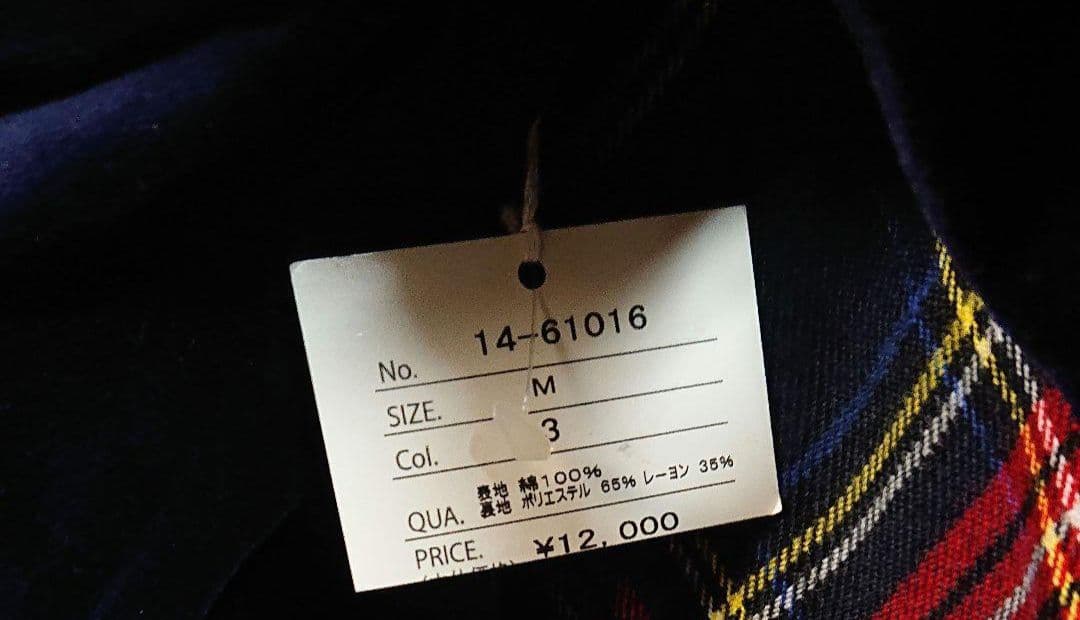 No. 14-61016
SIZE. M
Col. 3
QUA. 表地 綿100%
裏地 ポリエステル 65% レーヨン 35%
PRICE. ¥12,000